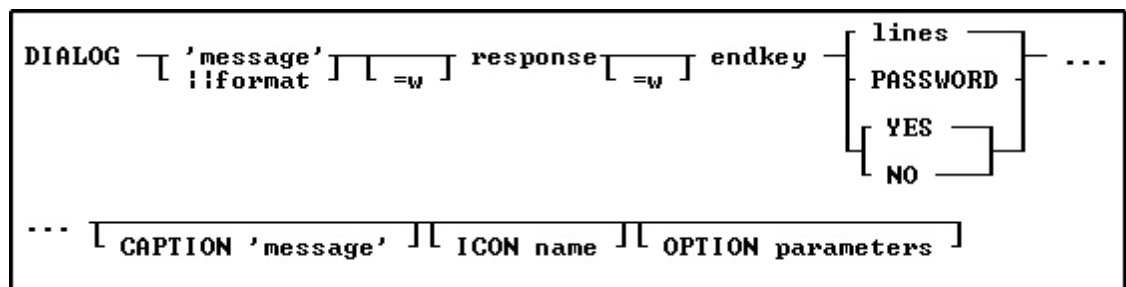 lines
DIALOG 'message' response endkey ...
¦¦format =w =w PASSWORD
YES
NO
... CAPTION 'message' ICON name OPTION parameters